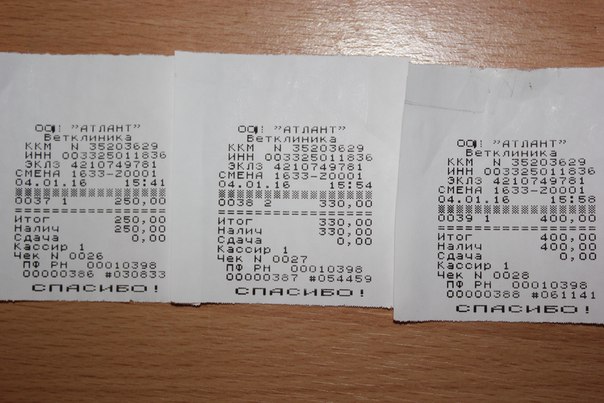 ООО "АТЛАНТ"
Ветклиника
ККМ N 35203629
ИНН 003325011836
ЭКЛЗ 4210749781
СМЕНА 1633-Z0001
04.01.16 15:41
0037 1 250,00
Итог 250,00
Налич 250,00
Сдача 0,00
Кассир 1
Чек N 0026
ПФ РН 00010398
00000386 #030833
СПАСИБО!
ООО "АТЛАНТ"
Ветклиника
ККМ N 35203629
ИНН 003325011836
ЭКЛЗ 4210749781
СМЕНА 1633-Z0001
04.01.16 15:54
0038 2 330,00
Итог 330,00
Налич 330,00
Сдача 0,00
Кассир 1
Чек N 0027
ПФ РН 00010398
00000387 #054459
СПАСИБО!
ООО "АТЛАНТ"
Ветклиника
ККМ N 35203629
ИНН 003325011836
ЭКЛЗ 4210749781
СМЕНА 1633-Z0001
04.01.16 15:58
0039 1 400,00
Итог 400,00
Налич 400,00
Сдача 0,00
Кассир 1
Чек N 0028
ПФ РН 00010398
00000388 #061141
СПАСИБО!